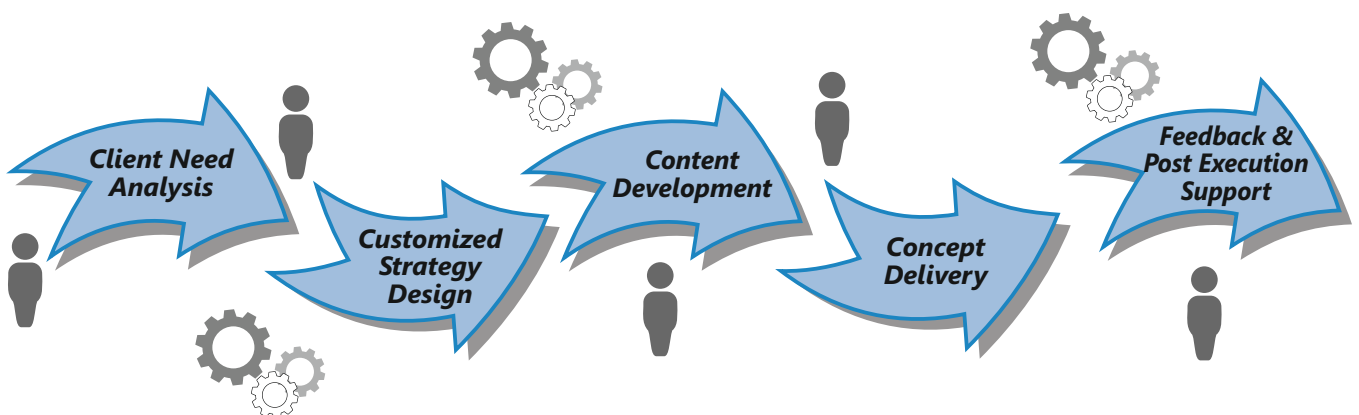 Client Need
Analysis
Customized
Strategy
Design
Content
Development
Concept
Delivery
Feedback &
Post Execution
Support